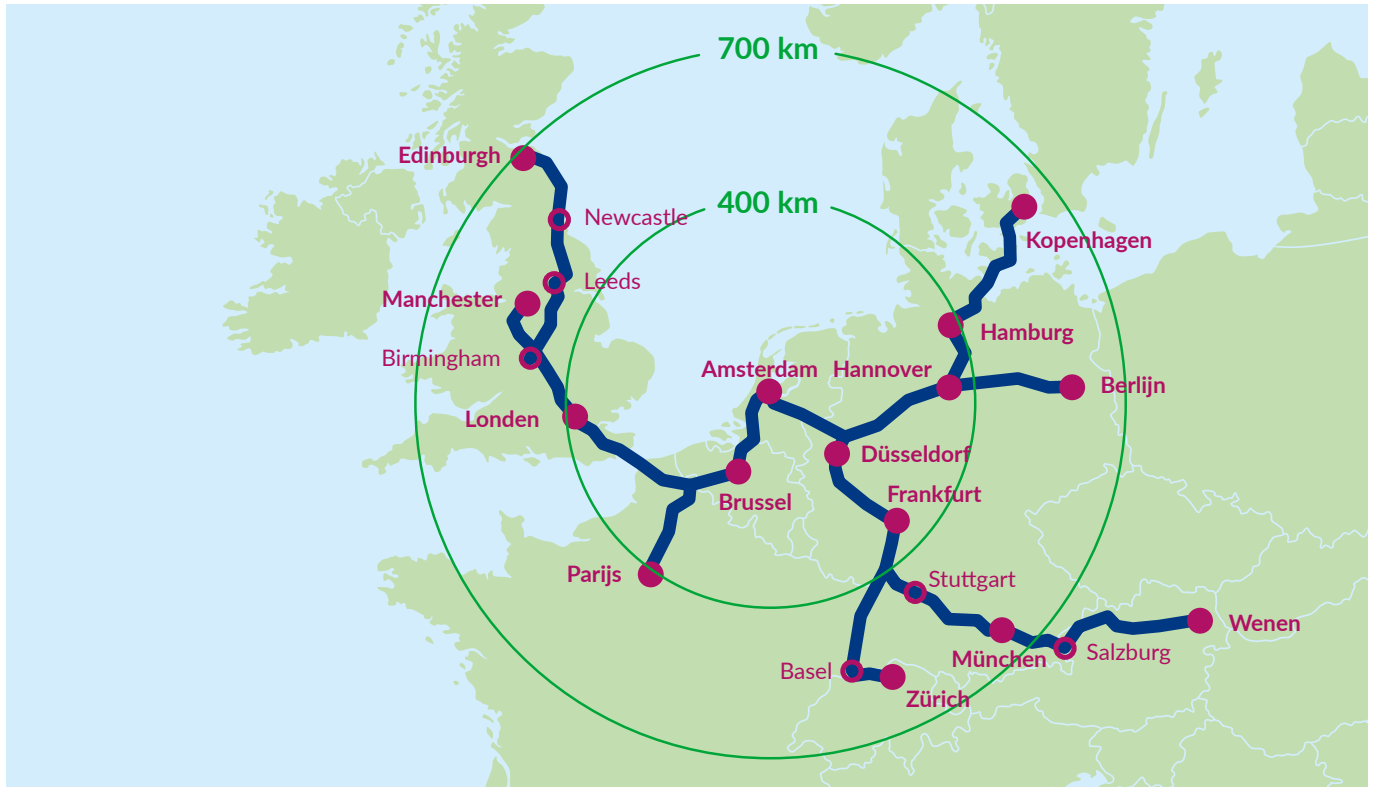 700 km
Edinburgh
400 km
Newcastle
Kopenhagen
Leeds
Manchester
Hamburg
Birmingham
Amsterdam
Hannover
Berlijn
Londen
Düsseldorf
Frankfurt
Brussel
Parijs
Stuttgart
Wenen
Salzburg
München
Basel
Zürich